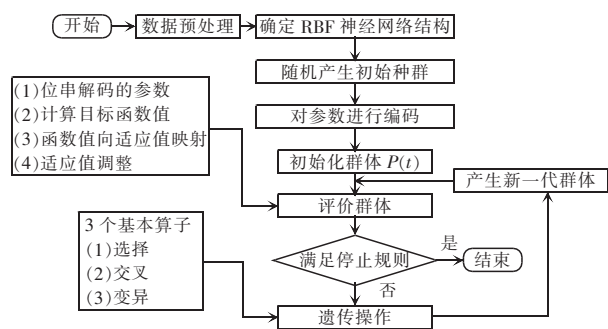 开始
数据预处理
确定 RBF 神经网络结构
随机产生初始种群
(1)位串解码的参数
(2)计算目标函数值
(3)函数值向适应值映射
(4)适应值调整
对参数进行编码
初始化群体 P(t)
产生新一代群体
评价群体
3 个基本算子
(1)选择
(2)交叉
(3)变异
满足停止规则
是
结束
否
遗传操作